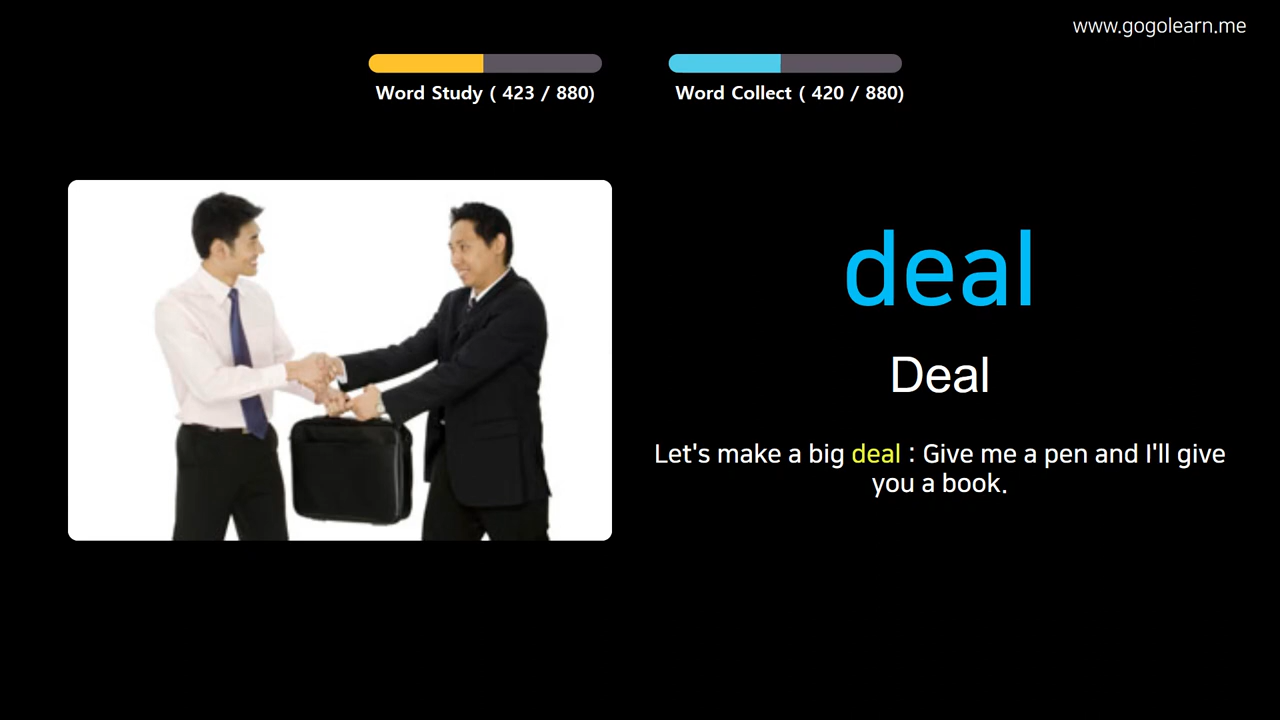 www.gogolearn.me
Word Study ( 423 / 880)
Word Collect ( 420 / 880)
deal
Deal
Let's make a big deal : Give me a pen and I'll give
you a book.